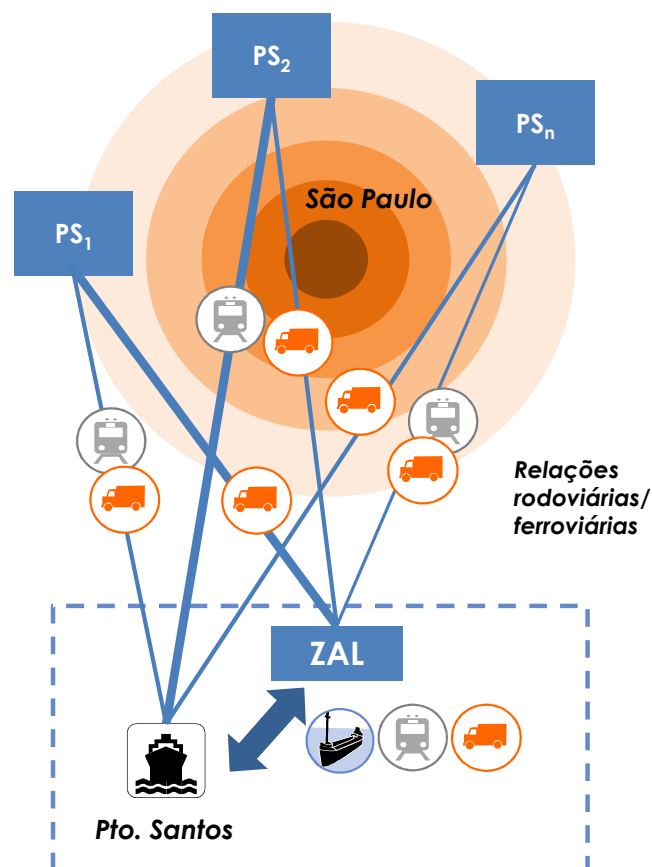 PS₂
PSₙ
São Paulo
PS₁
Relações
rodoviárias/
ferroviárias
ZAL
Pto. Santos